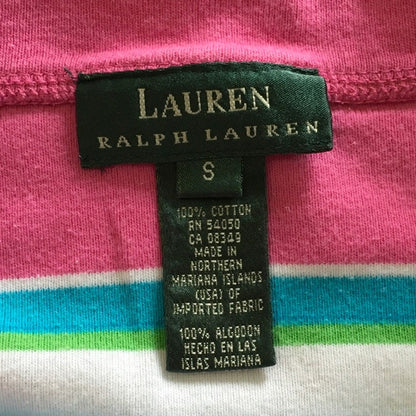 LAUREN
RALPH LAUREN
S
100% COTTON
RN 54050
CA 08349
MADE IN
NORTHERN
MARIANA ISLANDS
(USA) OF
IMPORTED FABRIC
100% ALGODON
HECHO EN LAS
ISLAS MARIANA